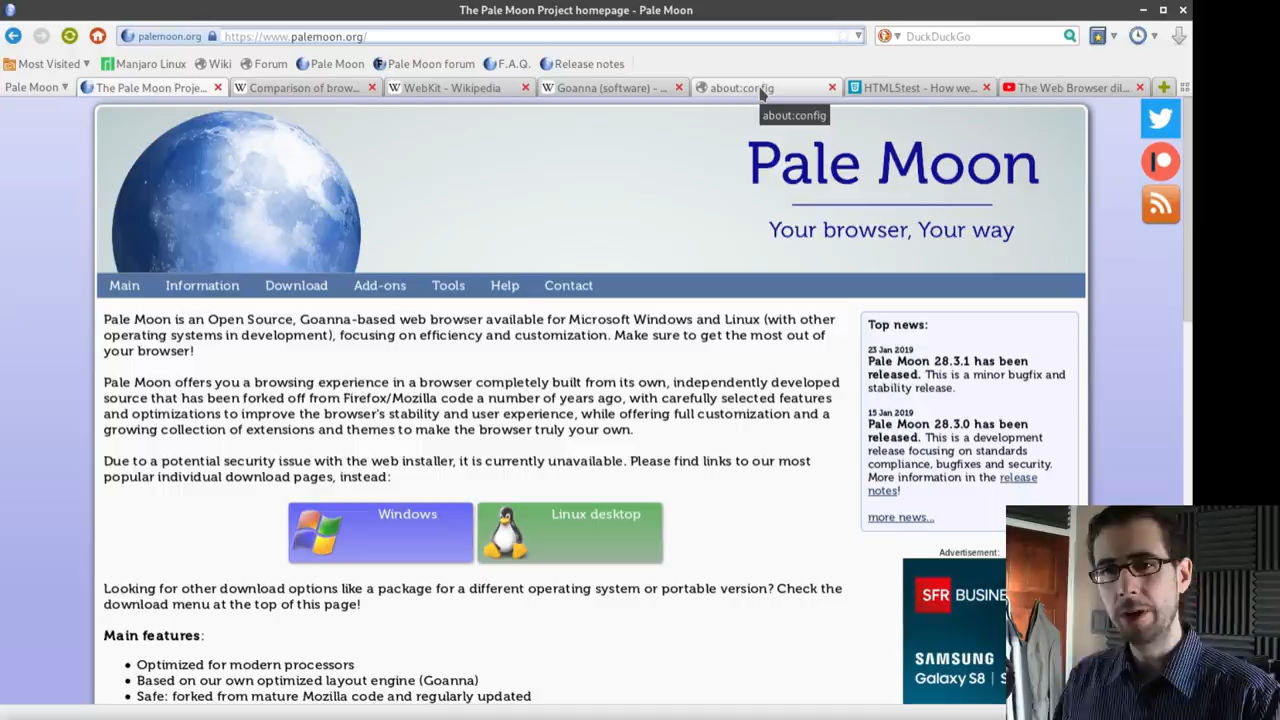 The Pale Moon Project homepage - Pale Moon
palemoon.org
https://www.palemoon.org/
DuckDuckGo
Most Visited
Manjaro Linux
Wiki
Forum
Pale Moon
Pale Moon forum
F.A.Q.
Release notes
Pale Moon
The Pale Moon Proje...
Comparison of brow...
WebKit - Wikipedia
Goanna (software) - ...
about:config
HTML5test - How we...
The Web Browser dil...
about:config
Pale Moon
Your browser, Your way
Main
Information
Download
Add-ons
Tools
Help
Contact
Pale Moon is an Open Source, Goanna-based web browser available for Microsoft Windows and Linux (with other
operating systems in development), focusing on efficiency and customization. Make sure to get the most out of
your browser!
Pale Moon offers you a browsing experience in a browser completely built from its own, independently developed
source that has been forked off from Firefox/Mozilla code a number of years ago, with carefully selected features
and optimizations to improve the browser's stability and user experience, while offering full customization and a
growing collection of extensions and themes to make the browser truly your own.
Due to a potential security issue with the web installer, it is currently unavailable. Please find links to our most
popular individual download pages, instead:
Windows
Linux desktop
Looking for other download options like a package for a different operating system or portable version? Check the
download menu at the top of this page!
Main features:
Optimized for modern processors
Based on our own optimized layout engine (Goanna)
Safe: forked from mature Mozilla code and regularly updated
Top news:
23 Jan 2019
Pale Moon 28.3.1 has been
released. This is a minor bugfix and
stability release.
15 Jan 2019
Pale Moon 28.3.0 has been
released. This is a development
release focusing on standards
compliance, bugfixes and security.
More information in the release
notes!
more news...
Advertisement:
SFR BUSINE
SAMSUNG
Galaxy S8